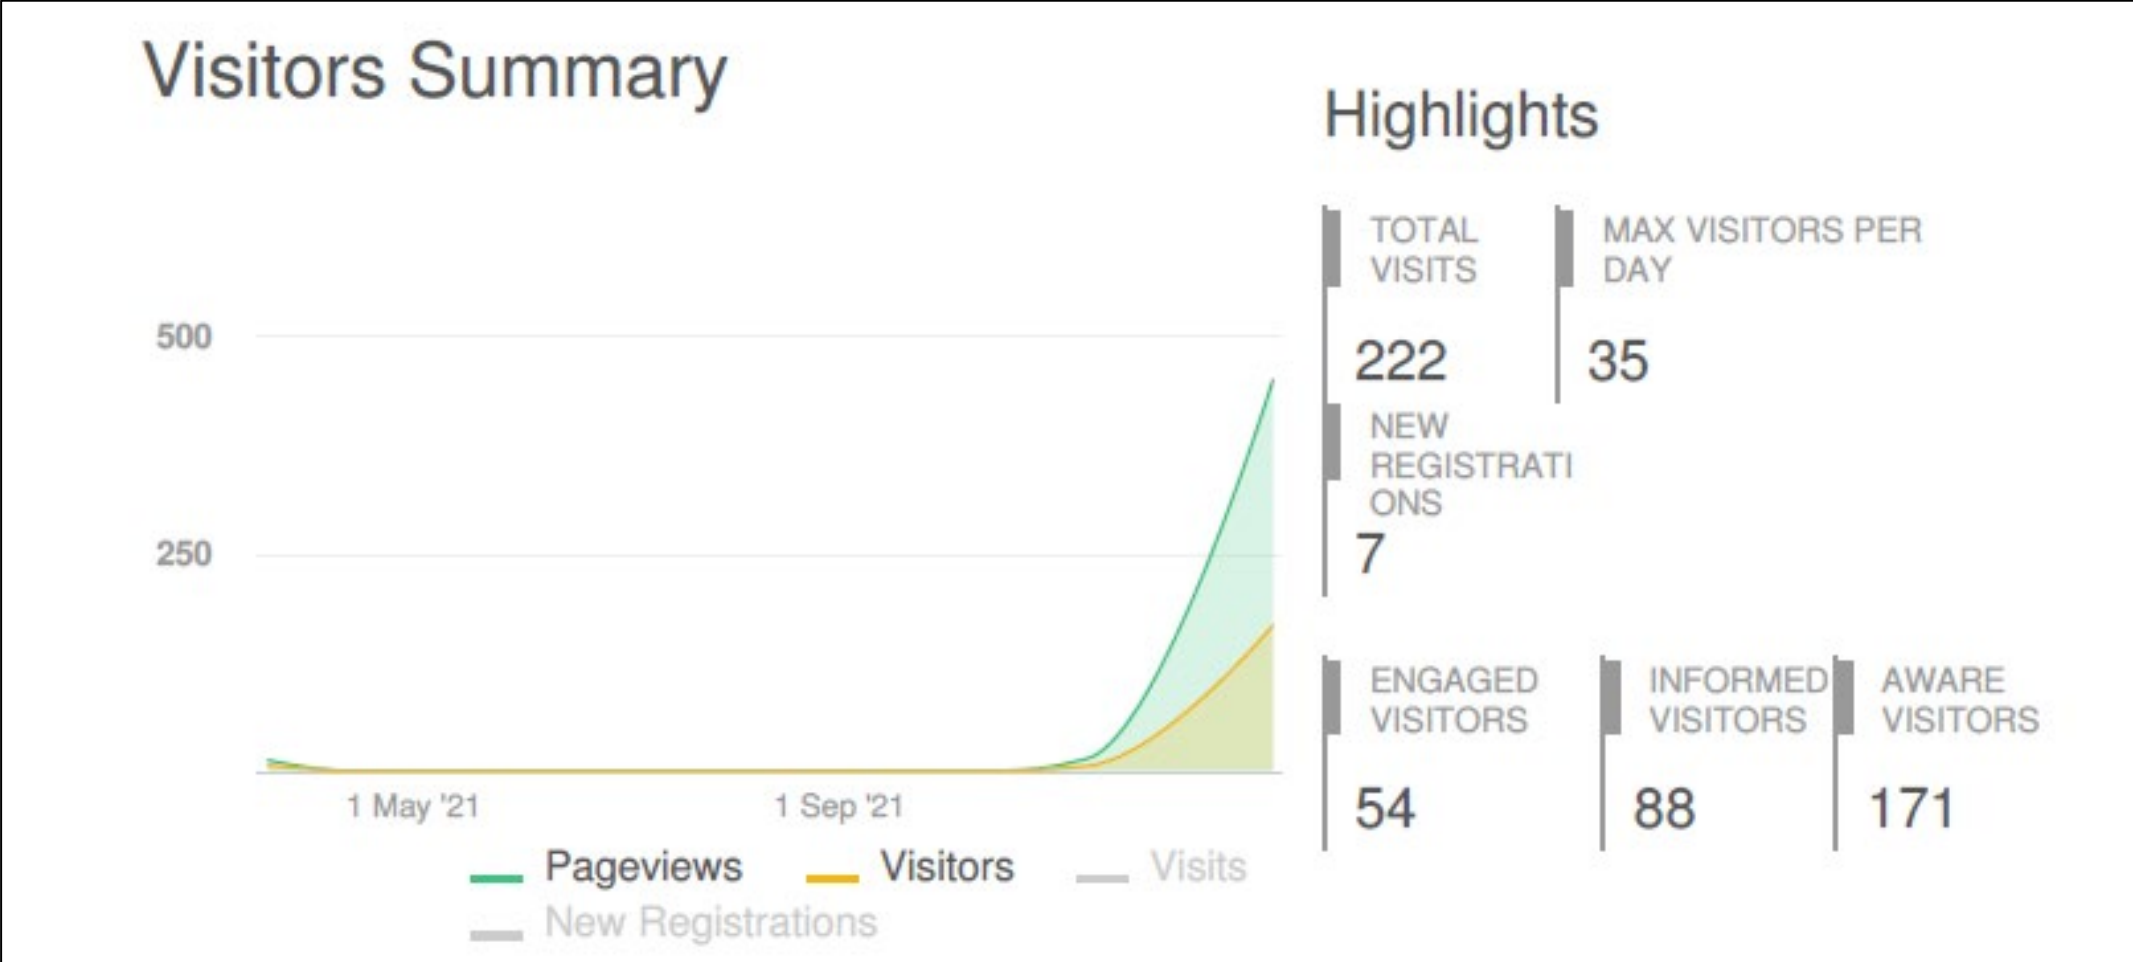 Visitors Summary
500
250
1 May '21
1 Sep '21
Pageviews
Visitors
Visits
New Registrations
Highlights
TOTAL
VISITS
222
MAX VISITORS PER
DAY
35
NEW
REGISTRATI
ONS
7
ENGAGED
VISITORS
54
INFORMED
VISITORS
88
AWARE
VISITORS
171